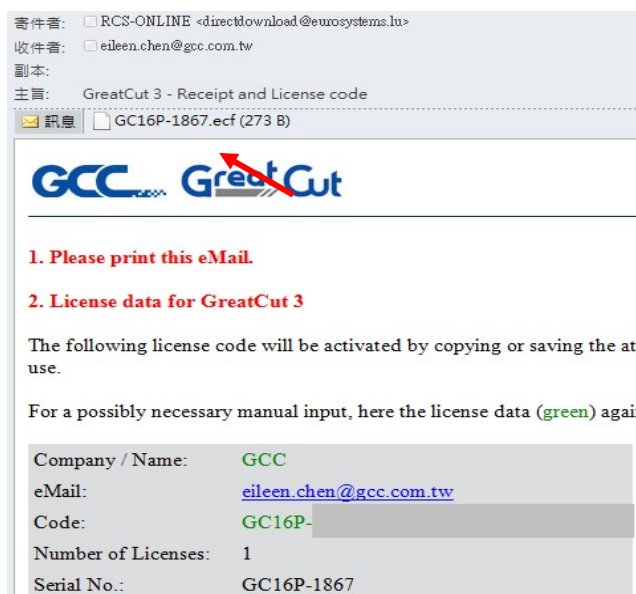 寄件者: RCS-ONLINE <directdownload@eurosystems.lu>
收件者: eileen.chen@gcc.com.tw
副本:
主旨: GreatCut 3 - Receipt and License code
訊息 GC16P-1867.ecf (273 B)
GCC GreatCut
1. Please print this eMail.
2. License data for GreatCut 3
The following license code will be activated by copying or saving the at
use.
For a possibly necessary manual input, here the license data (green) agai
Company / Name: GCC
eMail: eileen.chen@gcc.com.tw
Code: GC16P-
Number of Licenses: 1
Serial No.: GC16P-1867